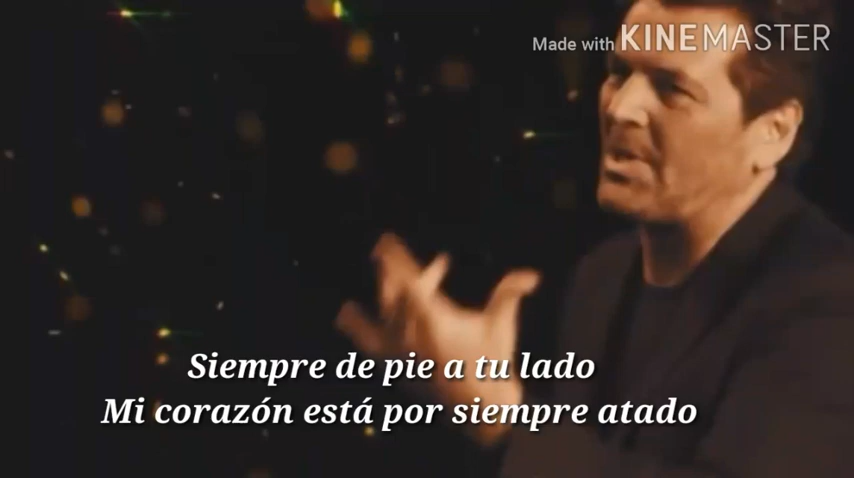 Made with KINEMASTER
Siempre de pie a tu lado
Mi corazón está por siempre atado